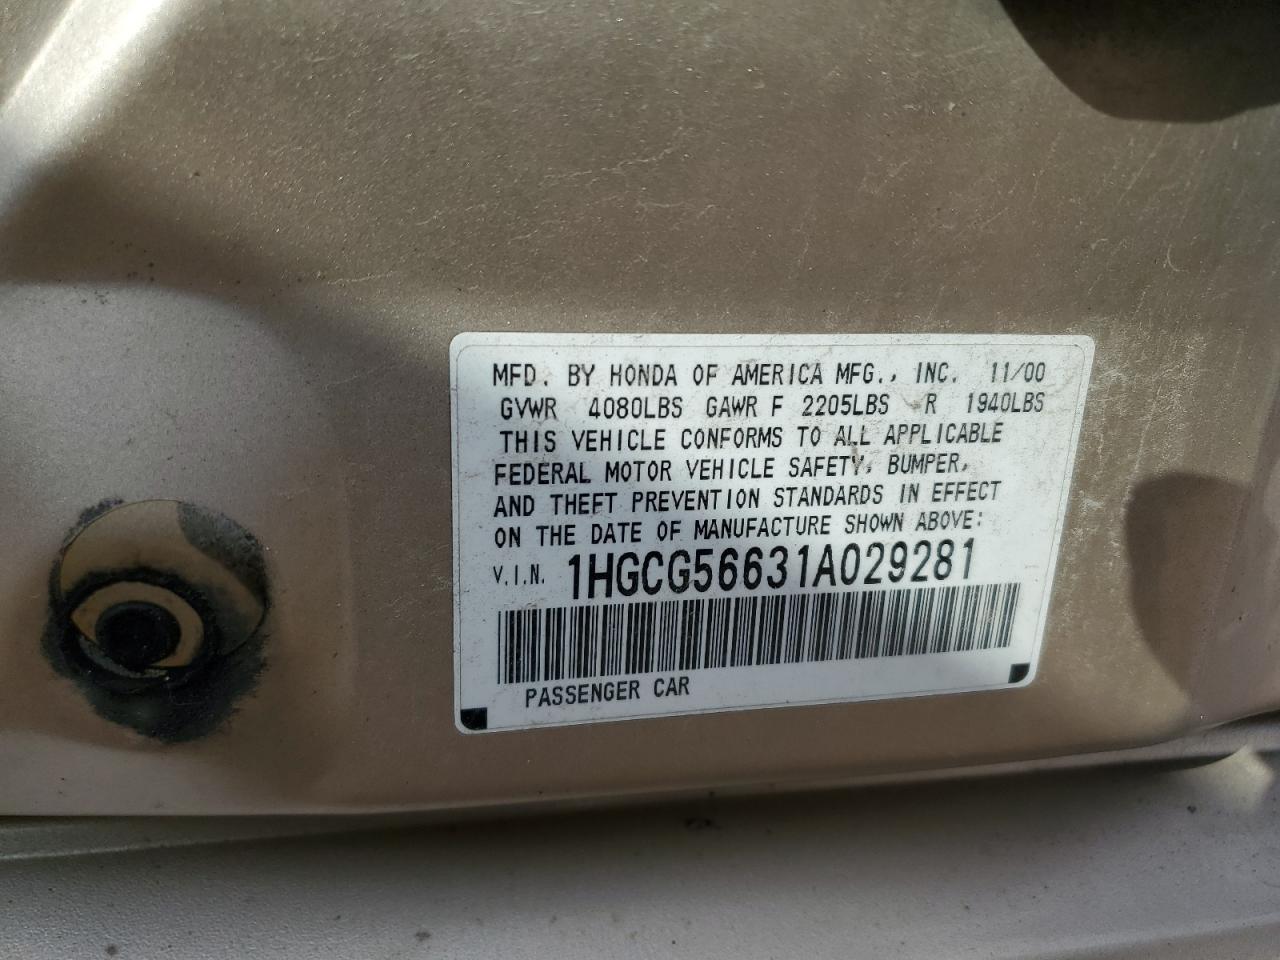 MFD. BY HONDA OF AMERICA MFG., INC. 11/00
GVWR 4080LBS GAWR F 2205LBS R 1940LBS
THIS VEHICLE CONFORMS TO ALL APPLICABLE
FEDERAL MOTOR VEHICLE SAFETY, BUMPER,
AND THEFT PREVENTION STANDARDS IN EFFECT
ON THE DATE OF MANUFACTURE SHOWN ABOVE:
V.I.N. 1HGCG56631A029281
PASSENGER CAR